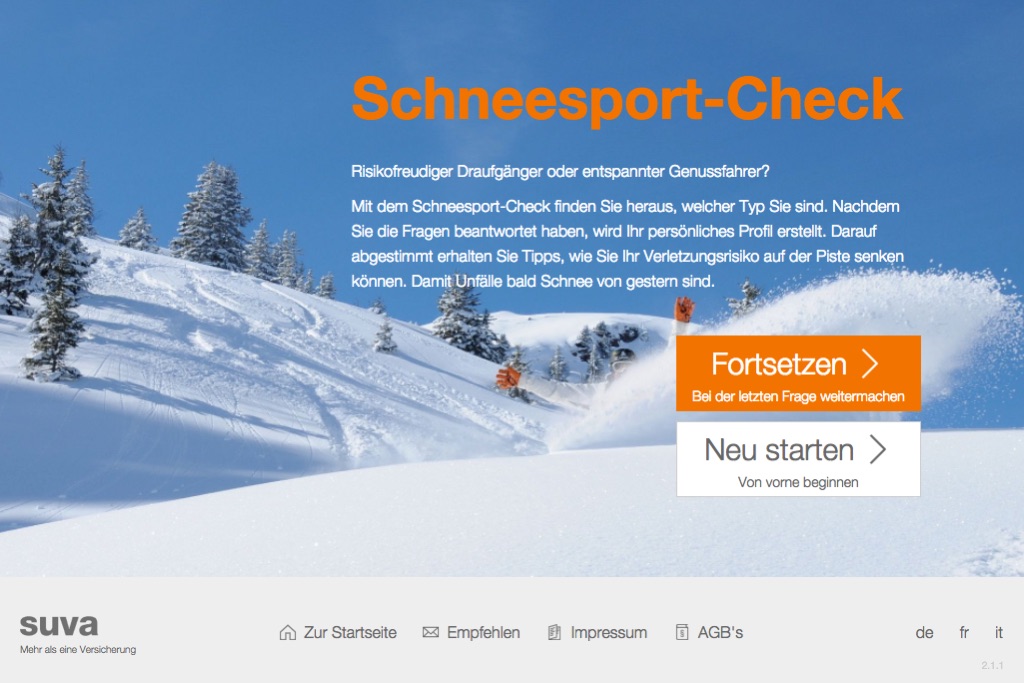 Schneesport-Check
Risikofreudiger Draufgänger oder entspannter Genussfahrer?
Mit dem Schneesport-Check finden Sie heraus, welcher Typ Sie sind. Nachdem
Sie die Fragen beantwortet haben, wird Ihr persönliches Profil erstellt. Darauf
abgestimmt erhalten Sie Tipps, wie Sie Ihr Verletzungsrisiko auf der Piste senken
können. Damit Unfälle bald Schnee von gestern sind.
Fortsetzen
Bei der letzten Frage weitermachen
Neu starten
Von vorne beginnen
suva
Mehr als eine Versicherung
Zur Startseite Empfehlen Impressum § AGB's de fr it
2.1.1